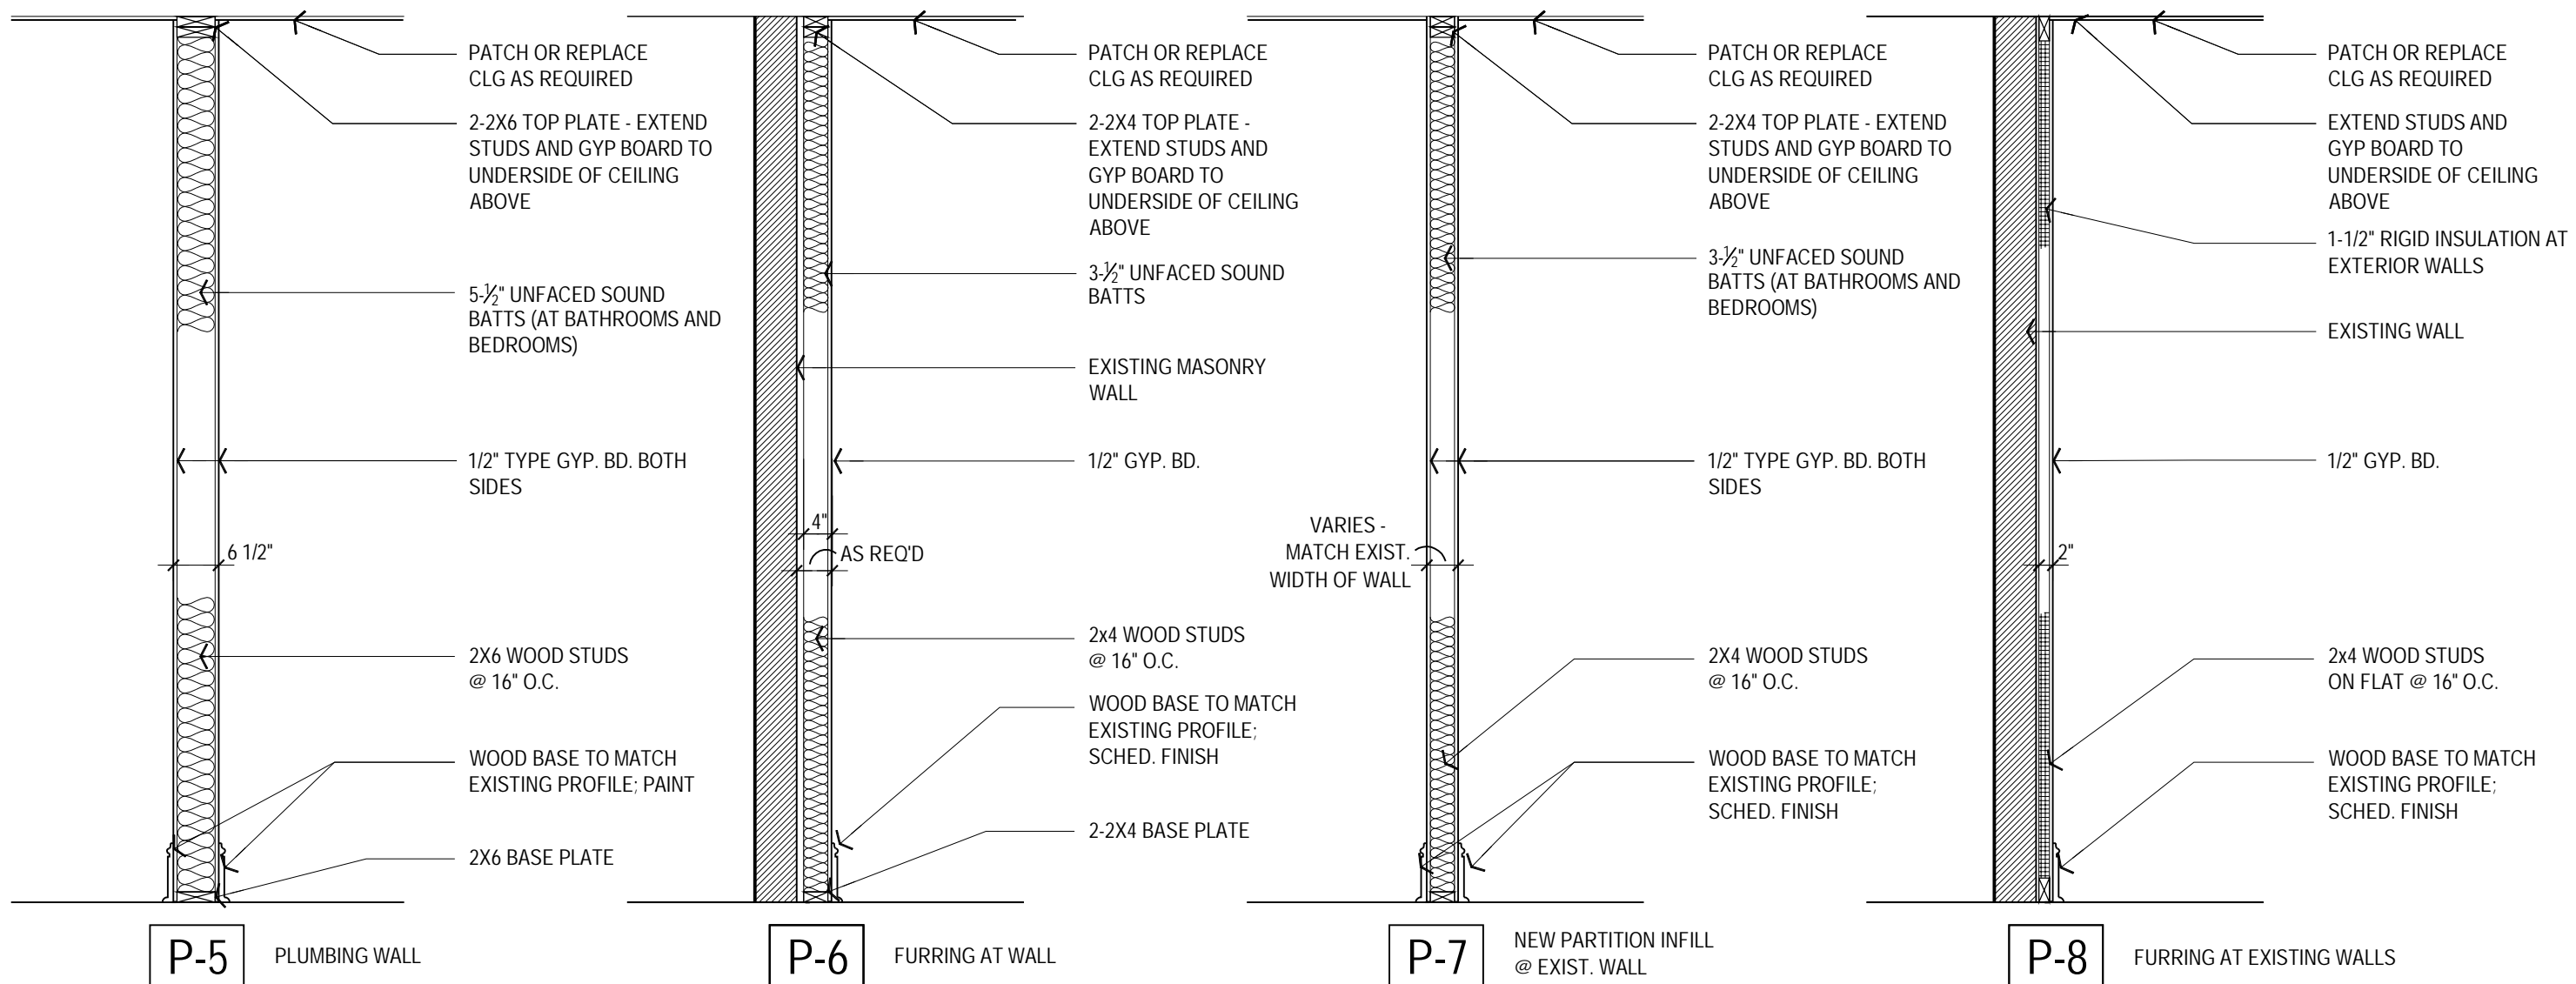 PATCH OR REPLACE
CLG AS REQUIRED
2-2X6 TOP PLATE - EXTEND
STUDS AND GYP BOARD TO
UNDERSIDE OF CEILING
ABOVE
5-1/2" UNFACED SOUND
BATTS (AT BATHROOMS AND
BEDROOMS)
1/2" TYPE GYP. BD. BOTH
SIDES
6 1/2"
2X6 WOOD STUDS
@ 16" O.C.
WOOD BASE TO MATCH
EXISTING PROFILE; PAINT
2X6 BASE PLATE
P-5
PLUMBING WALL
PATCH OR REPLACE
CLG AS REQUIRED
2-2X4 TOP PLATE -
EXTEND STUDS AND
GYP BOARD TO
UNDERSIDE OF CEILING
ABOVE
3-1/2" UNFACED SOUND
BATTS
EXISTING MASONRY
WALL
1/2" GYP. BD.
4"
AS REQ'D
2x4 WOOD STUDS
@ 16" O.C.
WOOD BASE TO MATCH
EXISTING PROFILE;
SCHED. FINISH
2-2X4 BASE PLATE
P-6
FURRING AT WALL
PATCH OR REPLACE
CLG AS REQUIRED
2-2X4 TOP PLATE - EXTEND
STUDS AND GYP BOARD TO
UNDERSIDE OF CEILING
ABOVE
3-1/2" UNFACED SOUND
BATTS (AT BATHROOMS AND
BEDROOMS)
1/2" TYPE GYP. BD. BOTH
SIDES
VARIES -
MATCH EXIST.
WIDTH OF WALL
2X4 WOOD STUDS
@ 16" O.C.
WOOD BASE TO MATCH
EXISTING PROFILE;
SCHED. FINISH
P-7
NEW PARTITION INFILL
@ EXIST. WALL
PATCH OR REPLACE
CLG AS REQUIRED
EXTEND STUDS AND
GYP BOARD TO
UNDERSIDE OF CEILING
ABOVE
1-1/2" RIGID INSULATION AT
EXTERIOR WALLS
EXISTING WALL
1/2" GYP. BD.
2"
2x4 WOOD STUDS
ON FLAT @ 16" O.C.
WOOD BASE TO MATCH
EXISTING PROFILE;
SCHED. FINISH
P-8
FURRING AT EXISTING WALLS